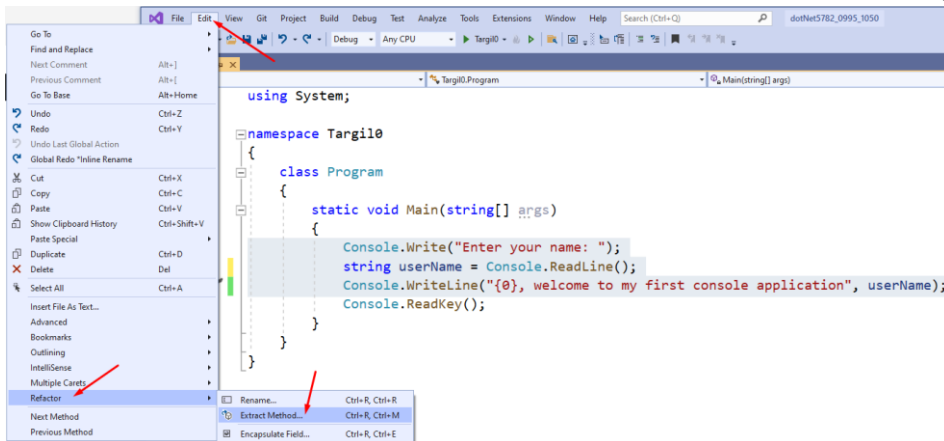 File Edit View Git Project Build Debug Test Analyze Tools Extensions Window Help Search (Ctrl+Q) dotNet5782_0995_1050
Debug Any CPU Targil0
Targil0.Program Main(string[] args)
Go To
Find and Replace
Next Comment Alt+]
Previous Comment Alt+[
Go To Base Alt+Home
Undo Ctrl+Z
Redo Ctrl+Y
Undo Last Global Action
Global Redo *Inline Rename
Cut Ctrl+X
Copy Ctrl+C
Paste Ctrl+V
Show Clipboard History Ctrl+Shift+V
Paste Special
Duplicate Ctrl+D
Delete Del
Select All Ctrl+A
Insert File As Text...
Advanced
Bookmarks
Outlining
IntelliSense
Multiple Carets
Refactor
Next Method
Previous Method
Rename... Ctrl+R, Ctrl+R
Extract Method... Ctrl+R, Ctrl+M
Encapsulate Field... Ctrl+R, Ctrl+E
using System;
namespace Targil0
{
class Program
{
static void Main(string[] args)
{
Console.Write("Enter your name: ");
string userName = Console.ReadLine();
Console.WriteLine("{0}, welcome to my first console application", userName);
Console.ReadKey();
}
}
}